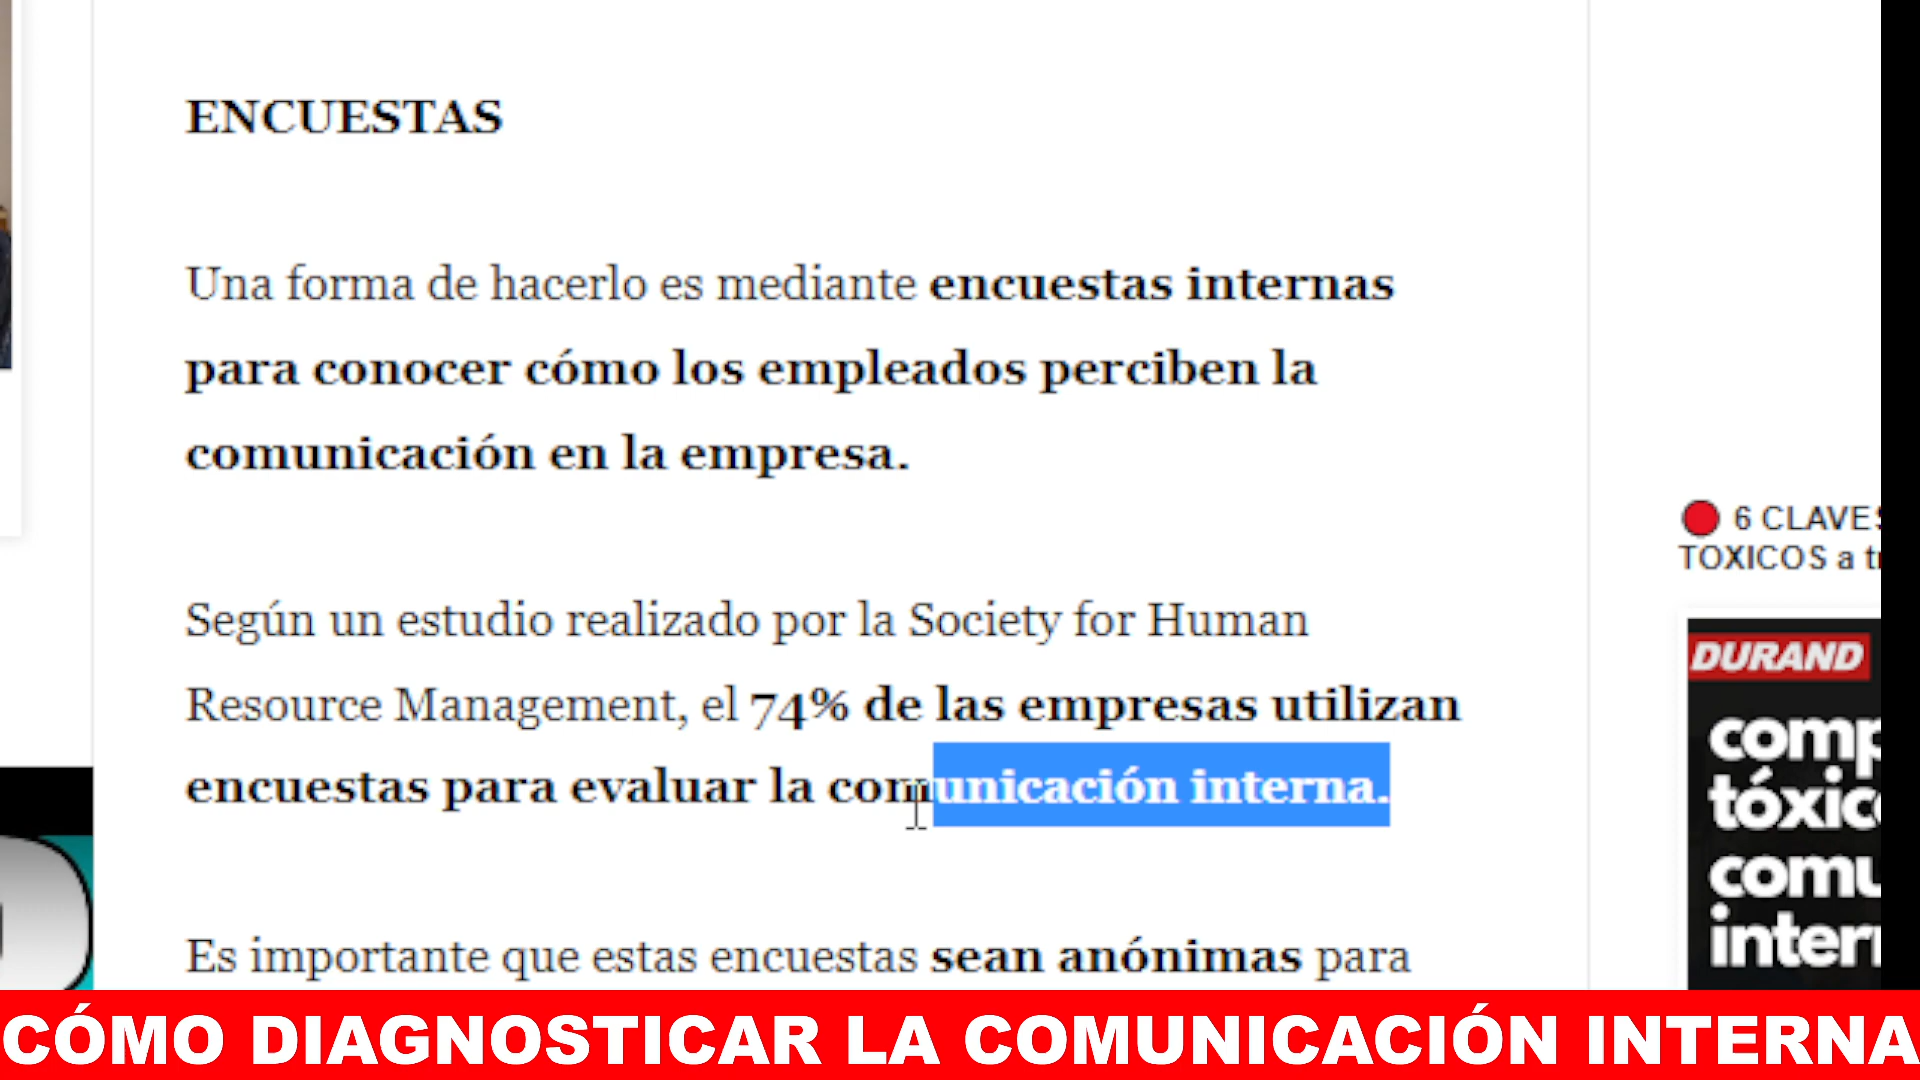 ENCUESTAS
Una forma de hacerlo es mediante encuestas internas
para conocer cómo los empleados perciben la
comunicación en la empresa.
Según un estudio realizado por la Society for Human
Resource Management, el 74% de las empresas utilizan
encuestas para evaluar la comunicación interna.
Es importante que estas encuestas sean anónimas para
6 CLAVES
TOXICOS a
DURAND
CÓMO DIAGNOSTICAR LA COMUNICACIÓN INTERNA